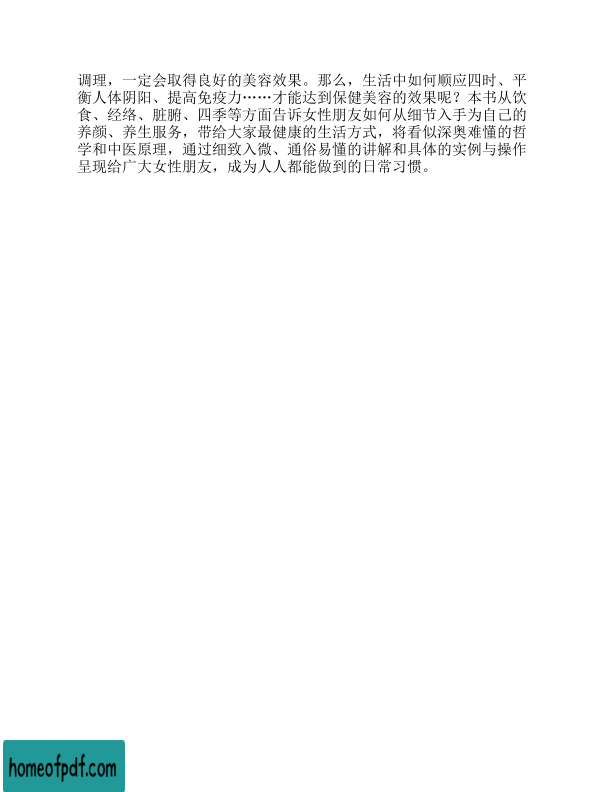 调理，一定会取得良好的美容效果。那么，生活中如何顺应四时、平
衡人体阴阳、提高免疫力……才能达到保健美容的效果呢？本书从饮
食、经络、脏腑、四季等方面告诉女性朋友如何从细节入手为自己的
养颜、养生服务，带给大家最健康的生活方式，将看似深奥难懂的哲
学和中医原理，通过细致入微、通俗易懂的讲解和具体的实例与操作
呈现给广大女性朋友，成为人人都能做到的日常习惯。
homeofpdf.com